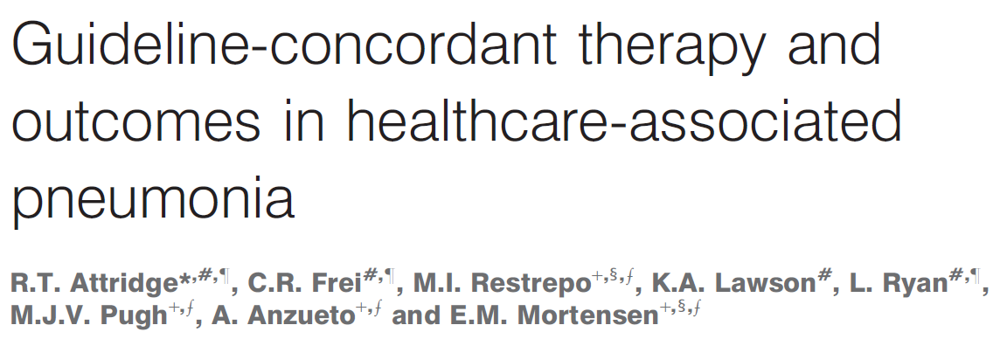 Guideline-concordant therapy and
outcomes in healthcare-associated
pneumonia
R.T. Attridge*,#,¶, C.R. Frei#,¶, M.I. Restrepo+,§,ƒ, K.A. Lawson#, L. Ryan#,¶,
M.J.V. Pugh+,ƒ, A. Anzueto+,ƒ and E.M. Mortensen+,§,ƒ